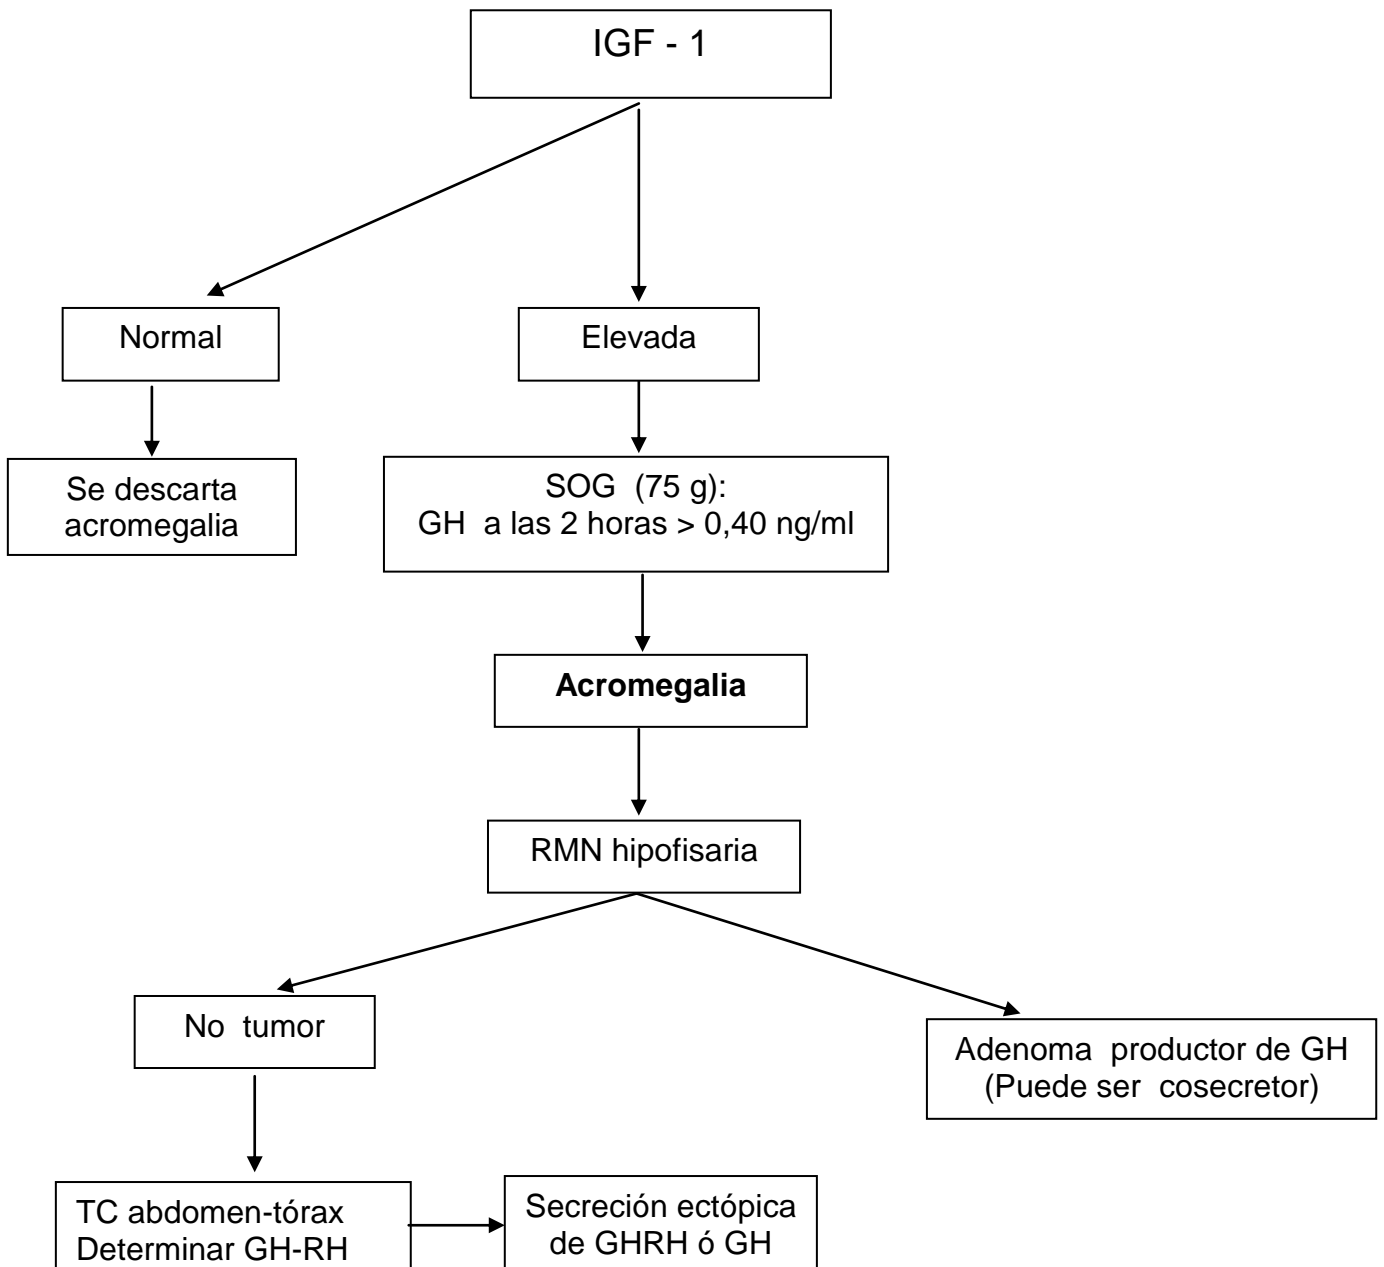 IGF - 1
Normal
Elevada
Se descarta
acromegalia
SOG (75 g):
GH a las 2 horas > 0,40 ng/ml
Acromegalia
RMN hipofisaria
No tumor
Adenoma productor de GH
(Puede ser cosecretor)
TC abdomen-tórax
Determinar GH-RH
Secreción ectópica
de GHRH ó GH